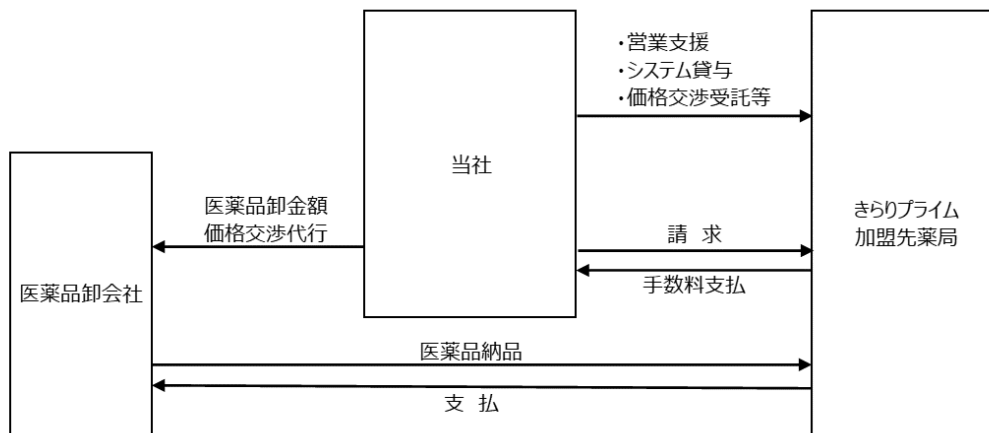 ・営業支援
・システム貸与
・価格交渉受託等
当社
医薬品卸金額
価格交渉代行
請 求
きらりプライム
加盟先薬局
手数料支払
医薬品卸会社
医薬品納品
支 払